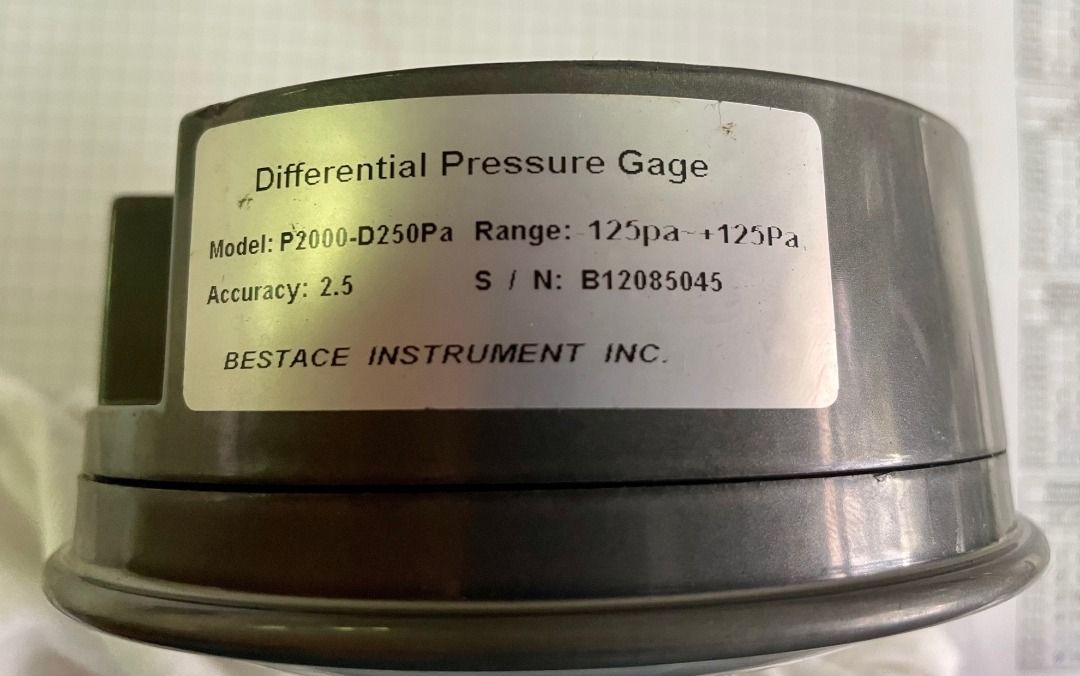 Differential Pressure Gage
Model: P2000-D250Pa Range: -125pa~+125Pa
Accuracy: 2.5 S / N: B12085045
BESTACE INSTRUMENT INC.